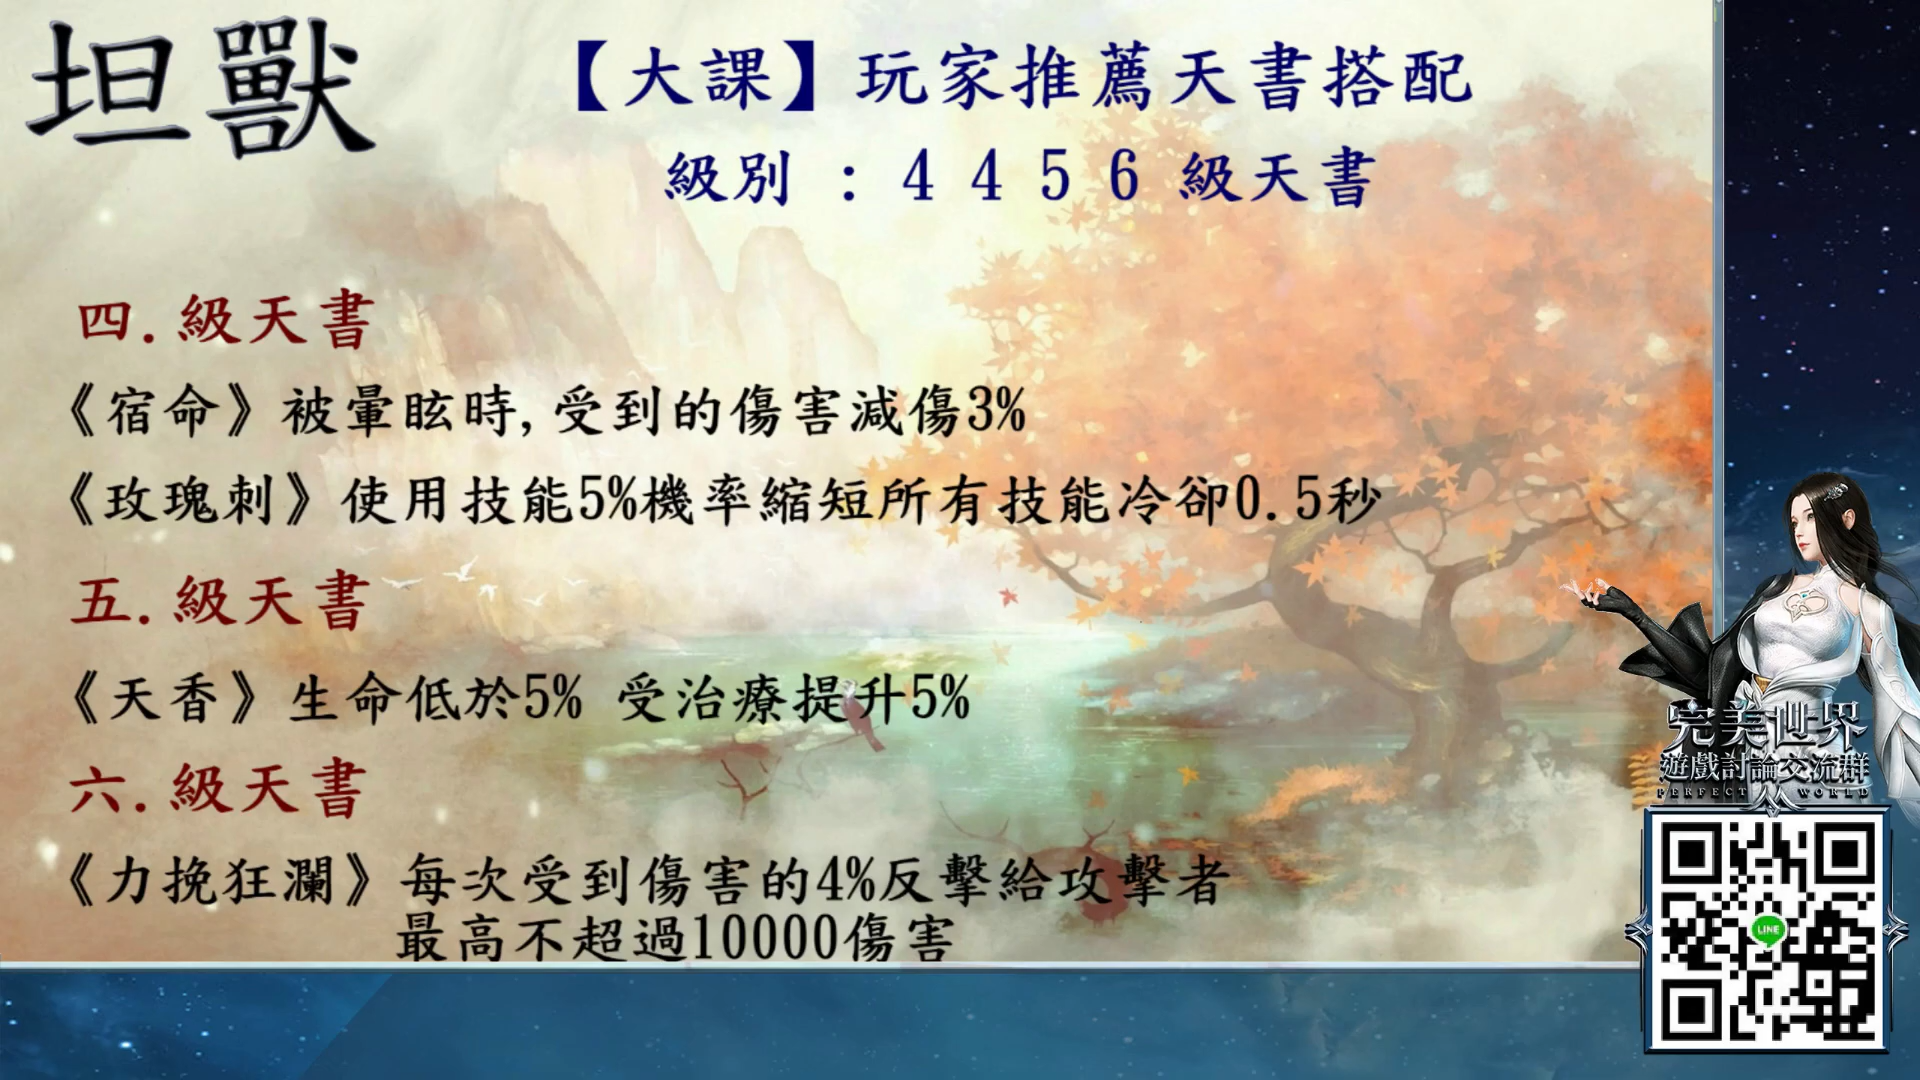 坦獸
【大課】玩家推薦天書搭配
級別 : 4 4 5 6 級天書
四.級天書
《宿命》被暈眩時,受到的傷害減傷3%
《玫瑰刺》使用技能5%機率縮短所有技能冷卻0.5秒
五.級天書
《天香》生命低於5% 受治療提升5%
六.級天書
《力挽狂瀾》每次受到傷害的4%反擊給攻擊者
最高不超過10000傷害
完美世界
遊戲討論交流群
PERFECT WORLD
LINE